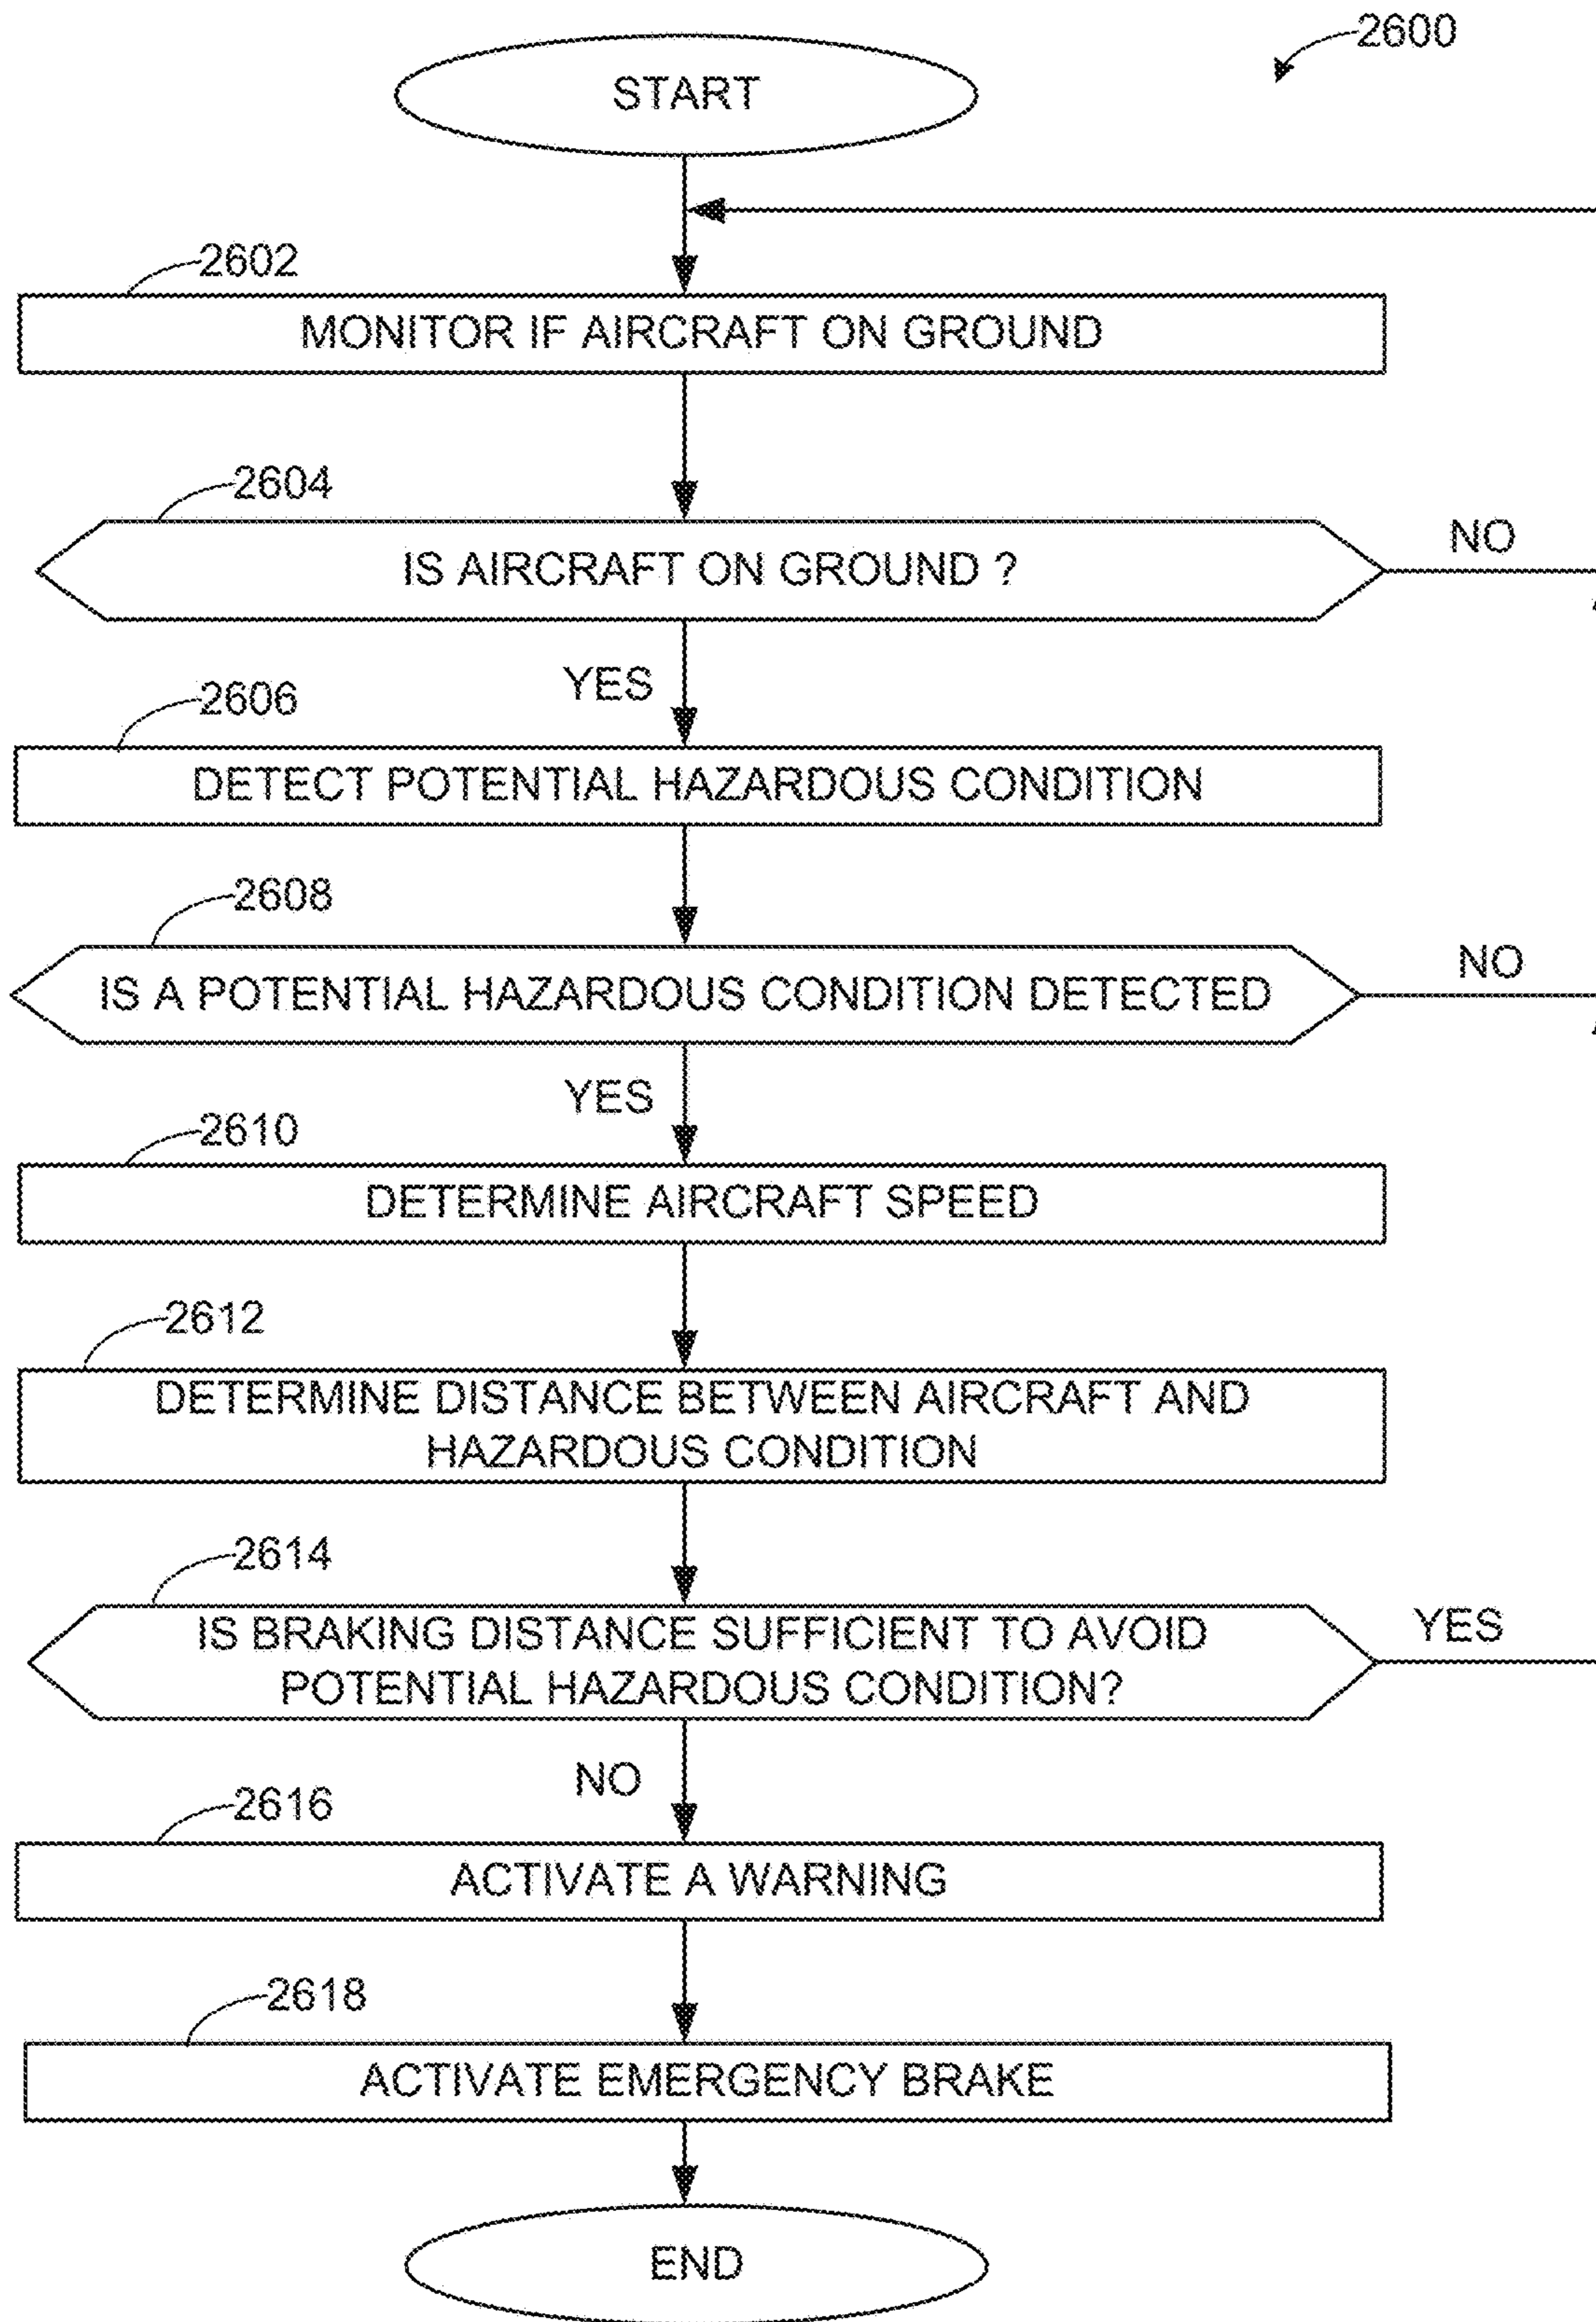 2600
START
2602
MONITOR IF AIRCRAFT ON GROUND
2604
IS AIRCRAFT ON GROUND ?
NO
YES
2606
DETECT POTENTIAL HAZARDOUS CONDITION
2608
IS A POTENTIAL HAZARDOUS CONDITION DETECTED
NO
YES
2610
DETERMINE AIRCRAFT SPEED
2612
DETERMINE DISTANCE BETWEEN AIRCRAFT AND
HAZARDOUS CONDITION
2614
IS BRAKING DISTANCE SUFFICIENT TO AVOID
POTENTIAL HAZARDOUS CONDITION?
YES
NO
2616
ACTIVATE A WARNING
2618
ACTIVATE EMERGENCY BRAKE
END